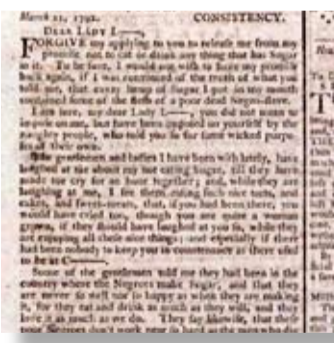 March 21, 1792. CONSISTENCY.
DEAR LADY L——,
FORGIVE my applying to you to release me from my
promise not to eat or drink any thing that has Sugar
in it. To be sure, I would not wish to have my promise
back again, if I was convinced of the truth of what you
told me, that every lump of Sugar I put in my mouth
contained some of the flesh of a poor dead Negro-slave.
I am sure, my dear Lady L——, you did not mean to
impose on me, but have been imposed on yourself by the
naughty people, who told you so for some wicked purpo-
ses of their own.
The gentlemen and ladies I have been with lately, have
laughed at me about my not eating Sugar, till they have
made me cry for an hour together; and, while they are
laughing at me, I see them eating such nice tarts, and
cakes, and sweet-meats, that, if you had been there, you
would have cried too, though you are quite a woman
grown, if they should have laughed at you so, while they
are enjoying all these nice things; and especially if there
had been nobody to keep you in countenance as there used
to be at C——.
Some of the gentlemen told me they had been in the
country where the Negroes make Sugar, and that they
are never so well nor so happy as when they are making
it, for they eat and drink as much as they will, and they
love it as much as we do. They say likewise, that these
poor Negroes don't work near so hard as the men who dig